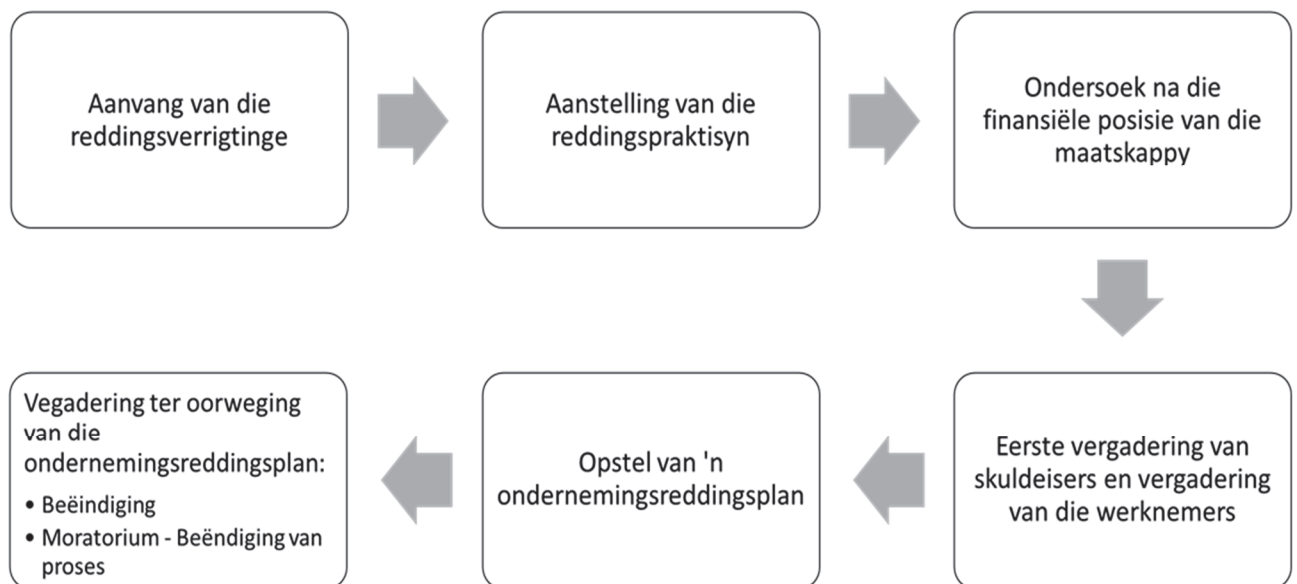 Aanvang van die
reddingsverrigtinge
Aanstelling van die
reddingspraktisyn
Ondersoek na die
finansiële posisie van die
maatskappy
Eerste vergadering van
skuldeisers en vergadering
van die werknemers
Opstel van 'n
ondernemingsreddingsplan
Vegadering ter oorweging
van die
ondernemingsreddingsplan:
• Beëindiging
• Moratorium - Beëndiging van
proses